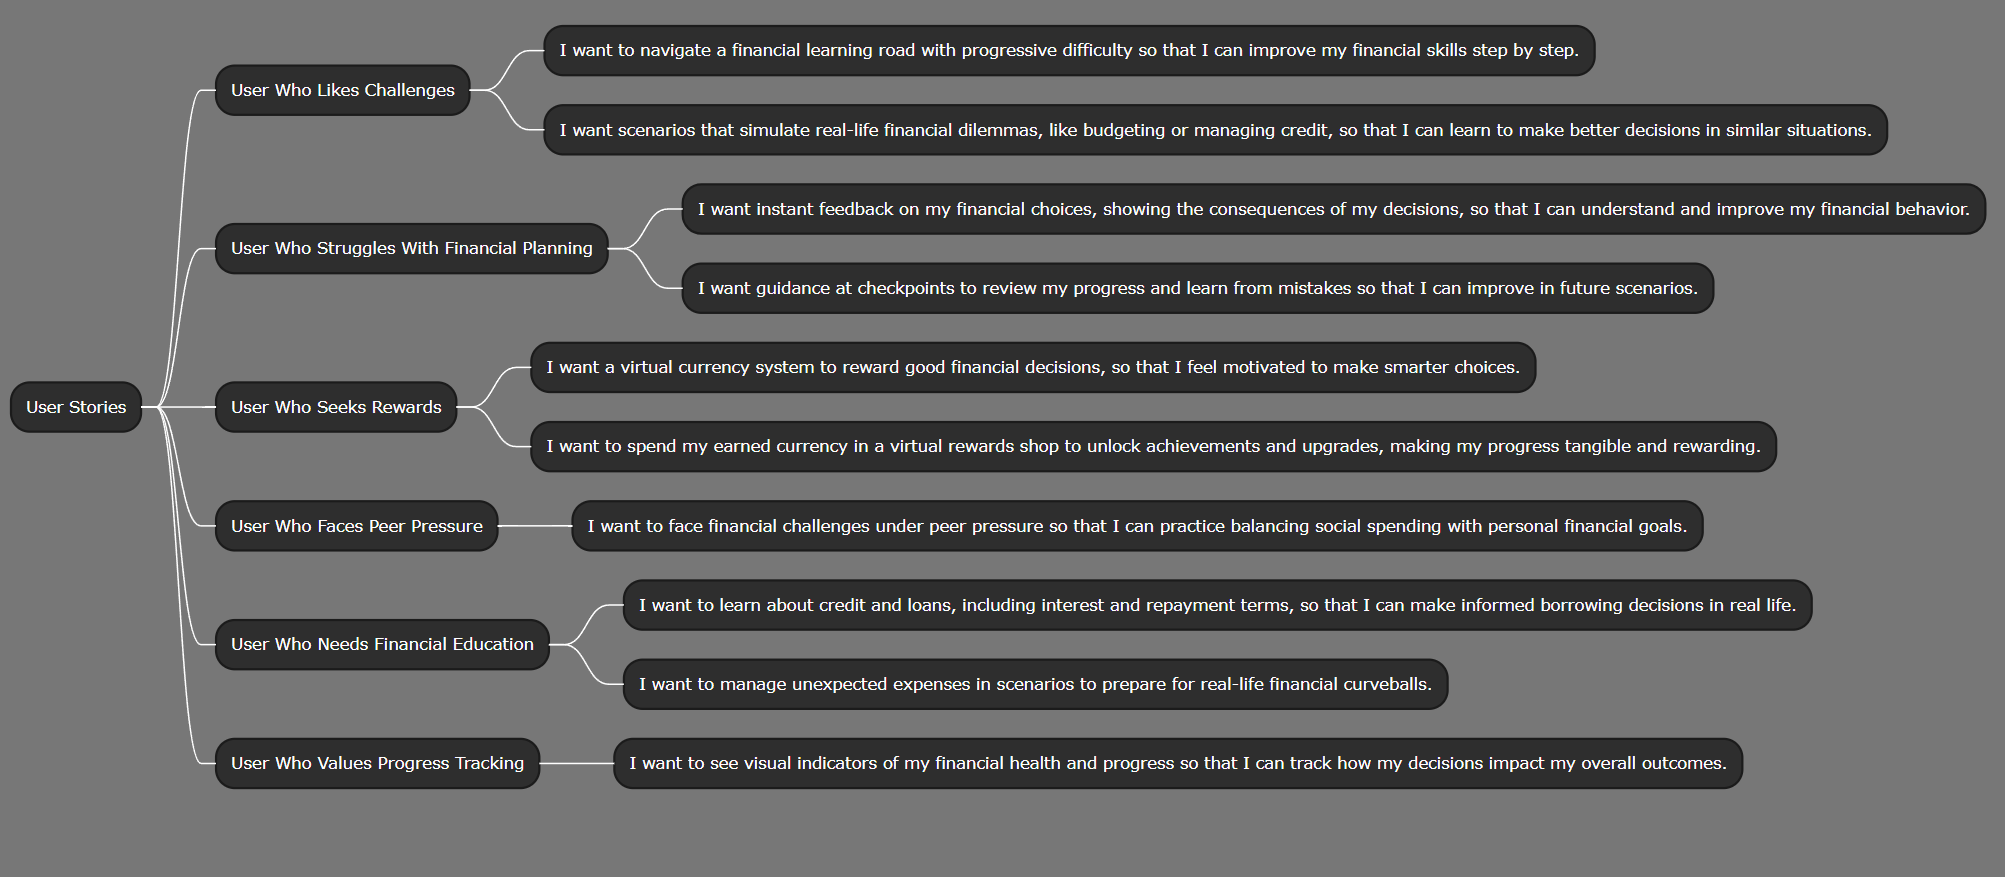 User Stories
User Who Likes Challenges
I want to navigate a financial learning road with progressive difficulty so that I can improve my financial skills step by step.
I want scenarios that simulate real-life financial dilemmas, like budgeting or managing credit, so that I can learn to make better decisions in similar situations.
User Who Struggles With Financial Planning
I want instant feedback on my financial choices, showing the consequences of my decisions, so that I can understand and improve my financial behavior.
I want guidance at checkpoints to review my progress and learn from mistakes so that I can improve in future scenarios.
User Who Seeks Rewards
I want a virtual currency system to reward good financial decisions, so that I feel motivated to make smarter choices.
I want to spend my earned currency in a virtual rewards shop to unlock achievements and upgrades, making my progress tangible and rewarding.
User Who Faces Peer Pressure
I want to face financial challenges under peer pressure so that I can practice balancing social spending with personal financial goals.
User Who Needs Financial Education
I want to learn about credit and loans, including interest and repayment terms, so that I can make informed borrowing decisions in real life.
I want to manage unexpected expenses in scenarios to prepare for real-life financial curveballs.
User Who Values Progress Tracking
I want to see visual indicators of my financial health and progress so that I can track how my decisions impact my overall outcomes.